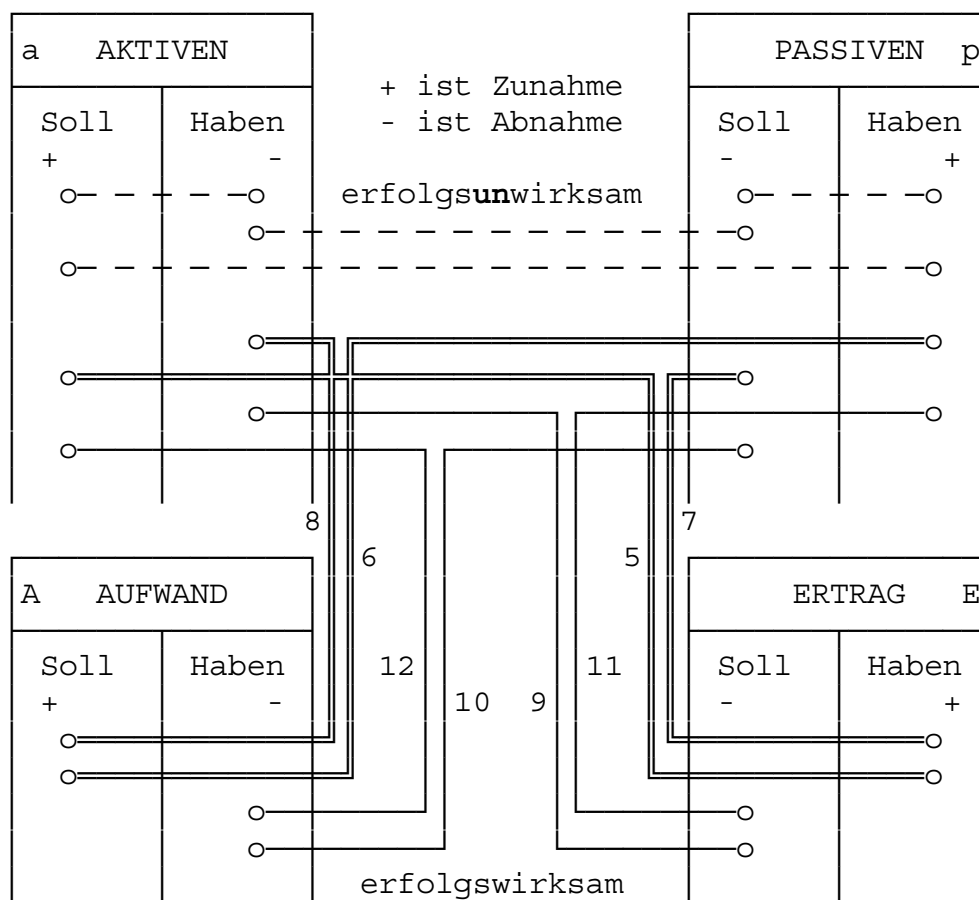 a AKTIVEN PASSIVEN p
+ ist Zunahme
- ist Abnahme
Soll Haben Soll Haben
+ - - +
erfolgsunwirksam
8 7
6 5
A AUFWAND ERTRAG E
Soll Haben 12 11 Soll Haben
+ - 10 9 - +
erfolgswirksam